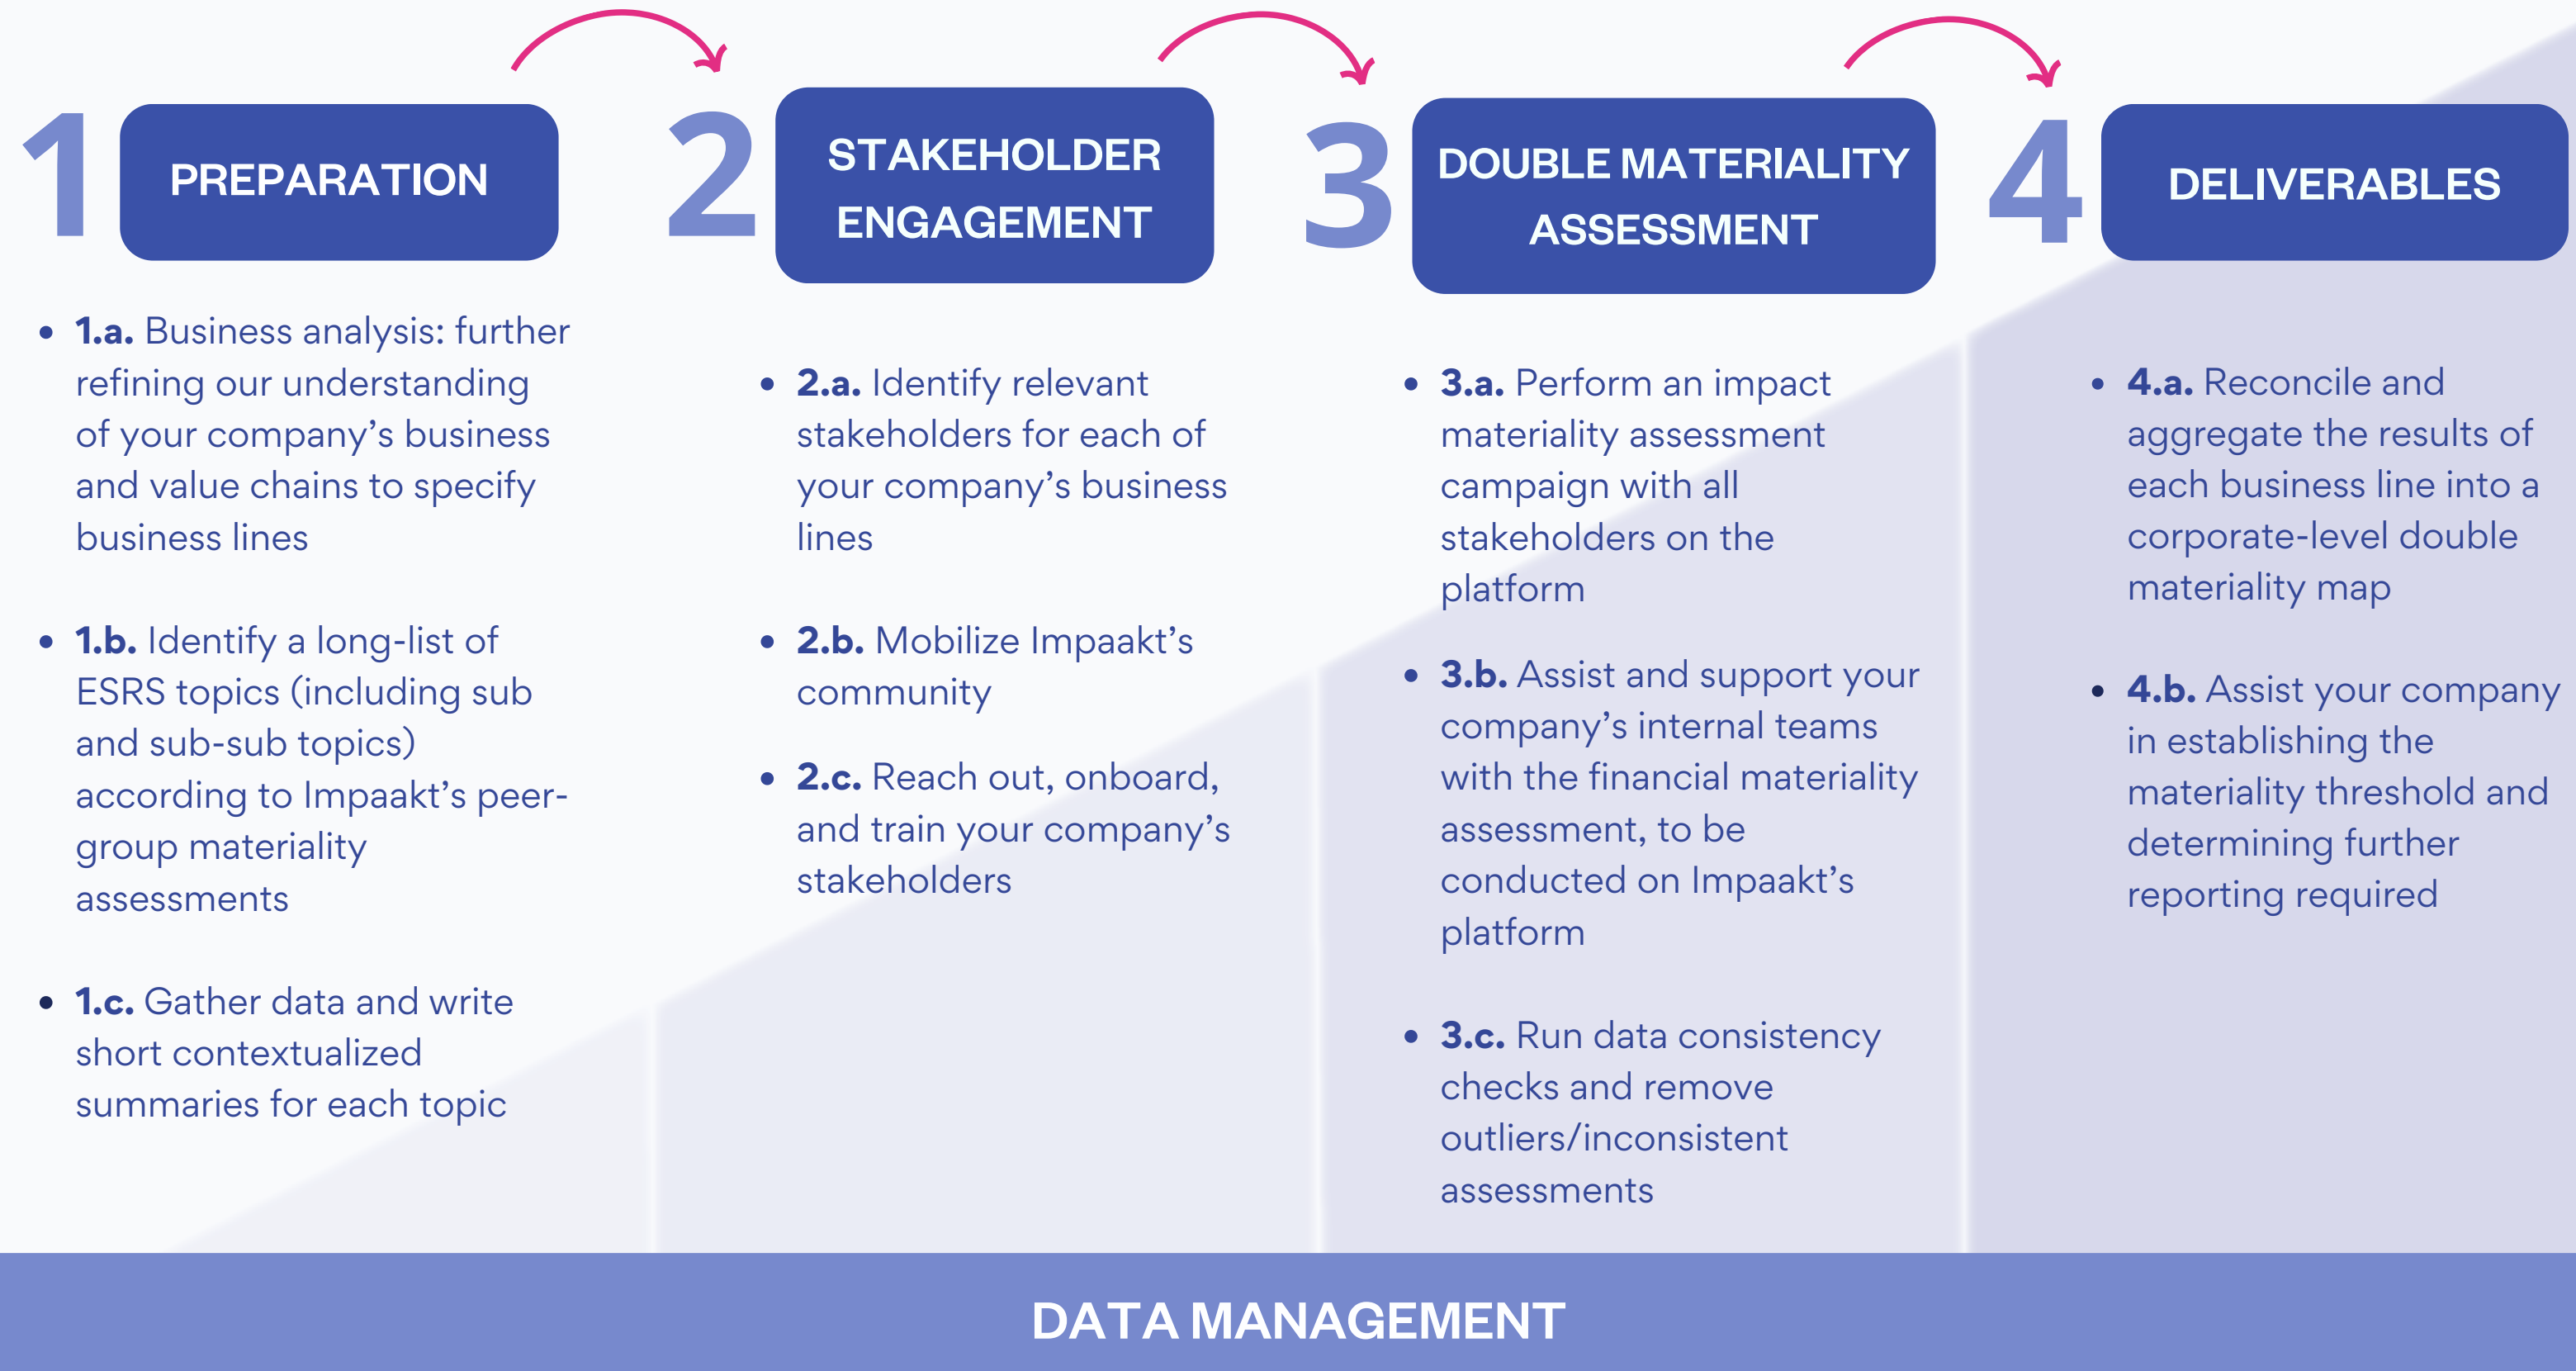 1
PREPARATION
• 1.a. Business analysis: further
refining our understanding
of your company’s business
and value chains to specify
business lines
• 1.b. Identify a long-list of
ESRS topics (including sub
and sub-sub topics)
according to Impaakt’s peer-
group materiality
assessments
• 1.c. Gather data and write
short contextualized
summaries for each topic
2
STAKEHOLDER
ENGAGEMENT
• 2.a. Identify relevant
stakeholders for each of
your company’s business
lines
• 2.b. Mobilize Impaakt’s
community
• 2.c. Reach out, onboard,
and train your company’s
stakeholders
3
DOUBLE MATERIALITY
ASSESSMENT
• 3.a. Perform an impact
materiality assessment
campaign with all
stakeholders on the
platform
• 3.b. Assist and support your
company’s internal teams
with the financial materiality
assessment, to be
conducted on Impaakt’s
platform
• 3.c. Run data consistency
checks and remove
outliers/inconsistent
assessments
4
DELIVERABLES
• 4.a. Reconcile and
aggregate the results of
each business line into a
corporate-level double
materiality map
• 4.b. Assist your company
in establishing the
materiality threshold and
determining further
reporting required
DATA MANAGEMENT